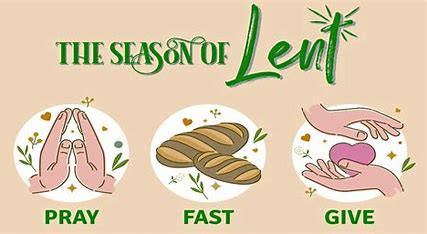 THE SEASON OF Lent
PRAY FAST GIVE